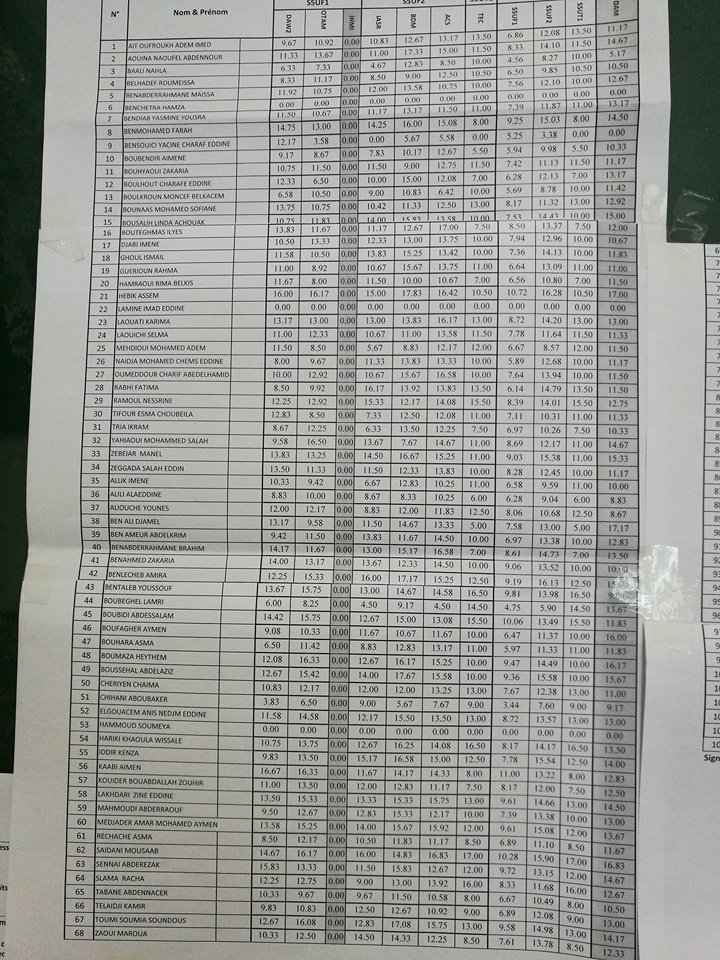 SSUF1 SSUF2
N° Nom & Prénom DAW2 OTAM IHMI IASR BDM ACS TEC SSUF1 SSUF2 SSUT1 DAM
1 AIT OUFROUKH ADEM IMED 9.67 10.92 0.00 10.83 12.67 13.17 13.50 6.86 12.08 13.50 11.17
2 AOUINA NAOUFEL ABDENNOUR 11.33 13.67 0.00 11.00 17.33 15.00 11.50 8.33 14.10 11.50 14.67
3 BAALI NAHLA 6.33 7.33 0.00 4.67 12.83 8.50 10.00 4.56 8.27 10.00 5.17
4 BELHADEF ROUMEISSA 8.33 11.17 0.00 8.50 9.00 12.50 10.50 6.50 9.85 10.50 10.50
5 BENABDERRAHMANE MAISSA 11.92 10.75 0.00 12.00 13.58 10.75 10.00 7.56 12.10 10.00 12.67
6 BENCHETRA HAMZA 0.00 0.00 0.00 0.00 0.00 0.00 0.00 0.00 0.00 0.00 0.00
7 BENDIAB YASMINE YOUSRA 11.50 10.67 0.00 11.17 13.17 11.50 11.00 7.39 11.87 11.00 13.17
8 BENMOHAMED FARAH 14.75 13.00 0.00 14.25 16.00 15.08 8.00 9.25 15.03 8.00 14.50
9 BENSOUICI YACINE CHARAF EDDINE 12.17 3.58 0.00 0.00 5.67 5.58 0.00 5.25 3.38 0.00 0.00
10 BOUBENDIR AIMENE 9.17 8.67 0.00 7.83 10.17 12.67 5.50 5.94 9.98 5.50 10.33
11 BOUHYAOUI ZAKARIA 10.75 11.50 0.00 11.50 9.00 12.75 11.50 7.42 11.13 11.50 11.17
12 BOULHOUT CHARAFE EDDINE 12.33 6.50 0.00 10.00 15.00 12.08 7.00 6.28 12.13 7.00 13.17
13 BOULKROUN MONCEF BELKACEM 6.58 10.50 0.00 9.00 10.83 6.42 10.00 5.69 8.78 10.00 11.42
14 BOUNAAS MOHAMED SOFIANE 13.75 10.75 0.00 10.42 11.33 12.50 13.00 8.17 11.32 13.00 12.92
15 BOUSALIH LINDA ACHOUAK 10.75 11.83 0.00 14.00 15.83 13.58 10.00 7.53 14.43 10.00 15.00
16 BOUTEGHMAS ILYES 13.83 11.67 0.00 11.17 12.67 17.00 7.50 8.50 13.37 7.50 12.00
17 DJABI IMENE 10.50 13.33 0.00 12.33 13.00 13.75 10.00 7.94 12.96 10.00 10.67
18 GHOUL ISMAIL 11.58 10.50 0.00 13.83 15.25 13.42 10.00 7.36 14.13 10.00 11.83
19 GUERIOUN RAHMA 11.00 8.92 0.00 10.67 15.67 13.75 11.00 6.64 13.09 11.00 11.00
20 HAMRAOUI RIMA BELKIS 11.67 8.00 0.00 11.50 10.00 10.67 7.00 6.56 10.80 7.00 11.50
21 HEBIK ASSEM 16.00 16.17 0.00 15.00 17.83 16.42 10.50 10.72 16.28 10.50 17.00
22 LAMINE IMAD EDDINE 0.00 0.00 0.00 0.00 0.00 0.00 0.00 0.00 0.00 0.00 0.00
23 LAOUATI KARIMA 13.17 13.00 0.00 13.00 13.83 16.17 13.00 8.72 14.20 13.00 13.00
24 LAOUICHI SELMA 11.00 12.33 0.00 10.67 11.00 13.58 11.50 7.78 11.64 11.50 11.33
25 MEHDIOUI MOHAMED ADEM 11.50 8.50 0.00 5.67 8.83 12.17 12.00 6.67 8.57 12.00 11.50
26 NAIDJA MOHAMED CHEMS EDDINE 8.00 9.67 0.00 11.33 13.83 13.33 10.00 5.89 12.68 10.00 11.17
27 OUMEDDOUR CHARIF ABEDELHAMID 10.00 12.92 0.00 10.67 15.67 16.58 10.00 7.64 13.94 10.00 11.50
28 RABHI FATIMA 8.50 9.92 0.00 16.17 13.92 13.83 13.50 6.14 14.79 13.50 11.50
29 RAMOUL NESSRINE 12.25 12.92 0.00 15.33 12.17 14.08 15.50 8.39 14.01 15.50 12.75
30 TIFOUR ESMA CHOUBEILA 12.83 8.50 0.00 7.33 12.50 12.08 11.00 7.11 10.31 11.00 11.33
31 TRIA IKRAM 8.67 12.25 0.00 6.33 13.50 12.25 7.50 6.97 10.26 7.50 10.33
32 YAHIAOUI MOHAMMED SALAH 9.58 16.50 0.00 13.67 7.67 14.67 11.00 8.69 12.17 11.00 14.67
33 ZEBEIAR MANEL 13.83 13.25 0.00 14.50 16.67 15.25 11.00 9.03 15.38 11.00 15.33
34 ZEGGADA SALAH EDDIN 13.50 11.33 0.00 11.50 12.33 13.83 10.00 8.28 12.45 10.00 11.17
35 ALLIK IMENE 10.33 9.42 0.00 6.67 12.83 10.25 11.00 6.58 9.59 11.00 10.00
36 ALILI ALAEDDINE 8.83 10.00 0.00 8.67 8.33 10.25 6.00 6.28 9.04 6.00 8.83
37 ALIOUCHE YOUNES 12.00 12.17 0.00 8.83 12.00 11.83 12.50 8.06 10.68 12.50 8.67
38 BEN ALI DJAMEL 13.17 9.58 0.00 11.50 14.67 13.33 5.00 7.58 13.00 5.00 17.17
39 BEN AMEUR ABDELKRIM 9.42 11.50 0.00 13.83 11.67 14.50 10.00 6.97 13.38 10.00 12.83
40 BENABDERRAHMANE BRAHIM 14.17 11.67 0.00 13.00 15.17 16.58 7.00 8.61 14.73 7.00 13.50
41 BENAHMED ZAKARIA 14.00 13.17 0.00 13.67 12.33 14.50 10.00 9.06 13.52 10.00 10.00
42 BENLECHEB AMIRA 12.25 15.33 0.00 16.00 17.17 15.25 12.50 9.19 16.13 12.50
43 BENTALEB YOUSSOUF 13.67 15.75 0.00 13.00 14.67 14.58 16.50 9.81 13.98 16.50
44 BOUBEGHEL LAMRI 6.00 8.25 0.00 4.50 9.17 4.50 14.50 4.75 5.90 14.50 13.67
45 BOUBIDI ABDESSALAM 14.42 15.75 0.00 12.67 15.00 13.08 15.50 10.06 13.49 15.50 11.83
46 BOUFAGHER AYMEN 9.08 10.33 0.00 11.67 10.67 11.67 10.00 6.47 11.37 10.00 16.00
47 BOUHARA ASMA 6.50 11.42 0.00 8.83 12.83 13.17 11.00 5.97 11.33 11.00 11.83
48 BOUMAZA HEYTHEM 12.08 16.33 0.00 12.67 16.17 15.25 10.00 9.47 14.49 10.00 16.17
49 BOUSSEHAL ABDELAZIZ 12.67 15.42 0.00 14.00 17.67 15.58 10.00 9.36 15.58 10.00 15.67
50 CHERIYEN CHAIMA 10.83 12.17 0.00 12.00 12.00 13.25 13.00 7.67 12.38 13.00 11.00
51 CHIHANI ABOUBAKER 3.83 6.50 0.00 9.00 5.67 7.67 9.00 3.44 7.60 9.00 9.17
52 ELGOUACEM ANIS NEDJM EDDINE 11.58 14.58 0.00 12.17 15.50 13.50 13.00 8.72 13.57 13.00 13.00
53 HAMMOUD SOUMEYA 0.00 0.00 0.00 0.00 0.00 0.00 0.00 0.00 0.00 0.00 0.00
54 HARIKI KHAOULA WISSALE 10.75 13.75 0.00 12.67 16.25 14.08 16.50 8.17 14.17 16.50 13.50
55 IDDIR KENZA 9.83 13.50 0.00 15.17 16.58 15.00 12.50 7.78 15.54 12.50 14.00
56 KAABI AIMEN 16.67 16.33 0.00 11.67 14.17 14.33 8.00 11.00 13.22 8.00 12.83
57 KOUIDER BOUABDALLAH ZOUHIR 11.00 13.50 0.00 12.00 12.83 11.17 7.50 8.17 12.00 7.50 12.50
58 LAKHDARI ZINE EDDINE 13.50 15.33 0.00 13.33 15.33 15.75 13.00 9.61 14.66 13.00 14.50
59 MAHMOUDI ABDERRAOUF 9.50 12.67 0.00 12.83 15.33 12.17 10.00 7.39 13.38 10.00 13.00
60 MEDJADER AMAR MOHAMED AYMEN 13.58 15.25 0.00 14.00 15.67 15.92 12.00 9.61 15.08 12.00 13.67
61 RECHACHE ASMA 8.50 12.17 0.00 10.50 11.83 11.17 8.50 6.89 11.10 8.50 11.67
62 SAIDANI MOUSAAB 14.67 16.17 0.00 16.00 14.83 16.83 17.00 10.28 15.90 17.00 16.83
63 SENNAI ABDEREZAK 15.83 13.33 0.00 11.50 15.83 12.67 12.00 9.72 13.15 12.00 14.50
64 SLAMA RACHA 12.25 12.75 0.00 9.00 13.00 13.92 16.00 8.33 11.68 16.00 12.67
65 TABANE ABDENNACER 10.33 9.67 0.00 9.67 11.50 10.58 8.00 6.67 10.49 8.00 10.50
66 TELAIDJI KAMIR 9.83 10.83 0.00 12.50 12.67 10.92 9.00 6.89 12.08 9.00 13.00
67 TOUMI SOUMIA SOUNDOUS 12.67 16.08 0.00 12.83 17.08 15.75 13.00 9.58 14.98 13.00 14.17
68 ZAOUI MAROUA 10.33 12.50 0.00 14.50 14.33 12.25 8.50 7.61 13.78 8.50 12.33
Sign